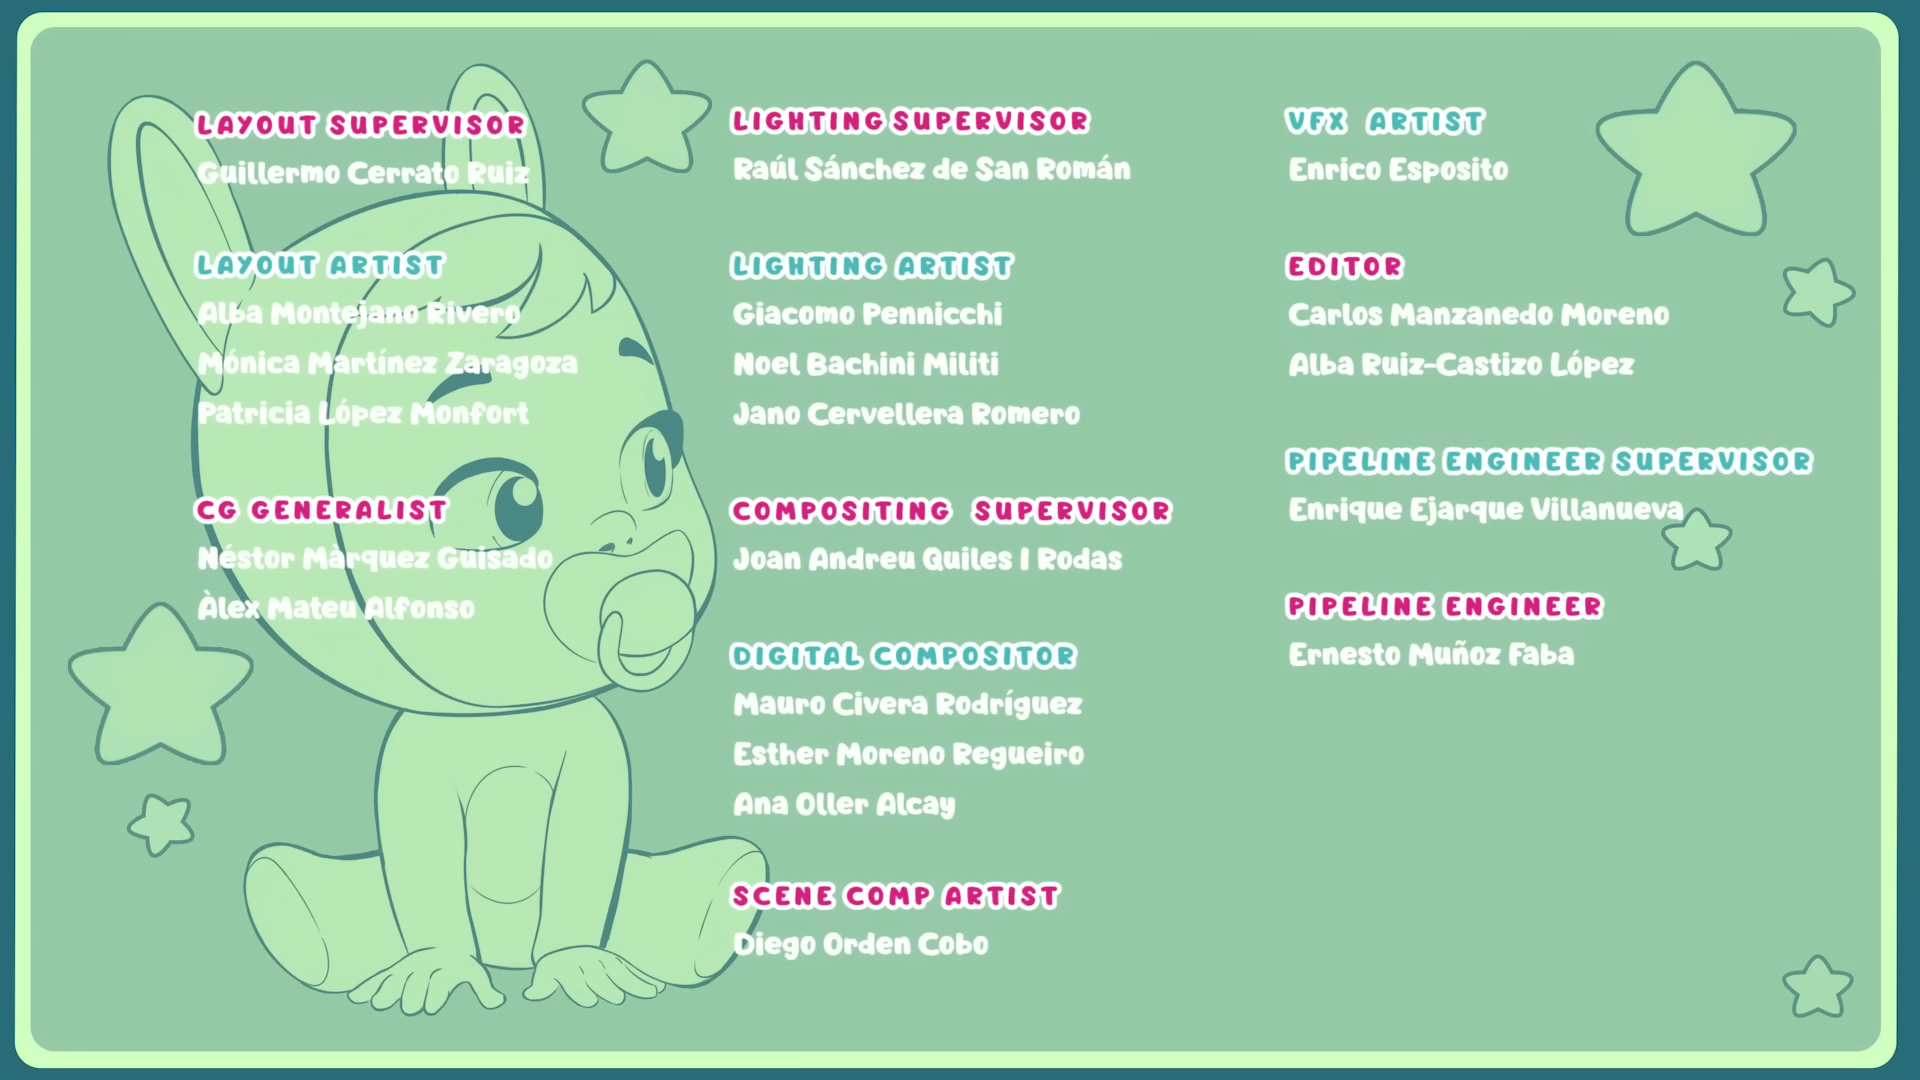 LAYOUT SUPERVISOR
Guillermo Cerrato Ruiz
LAYOUT ARTIST
Alba Montejano Rivero
Mónica Martínez Zaragoza
Patricia López Monfort
CG GENERALIST
Néstor Màrquez Guisado
Àlex Mateu Alfonso
LIGHTING SUPERVISOR
Raúl Sánchez de San Román
LIGHTING ARTIST
Giacomo Pennicchi
Noel Bachini Militi
Jano Cervellera Romero
COMPOSITING SUPERVISOR
Joan Andreu Quiles I Rodas
DIGITAL COMPOSITOR
Mauro Civera Rodríguez
Esther Moreno Regueiro
Ana Oller Alcay
SCENE COMP ARTIST
Diego Orden Cobo
VFX ARTIST
Enrico Esposito
EDITOR
Carlos Manzanedo Moreno
Alba Ruiz-Castizo López
PIPELINE ENGINEER SUPERVISOR
Enrique Ejarque Villanueva
PIPELINE ENGINEER
Ernesto Muñoz Faba